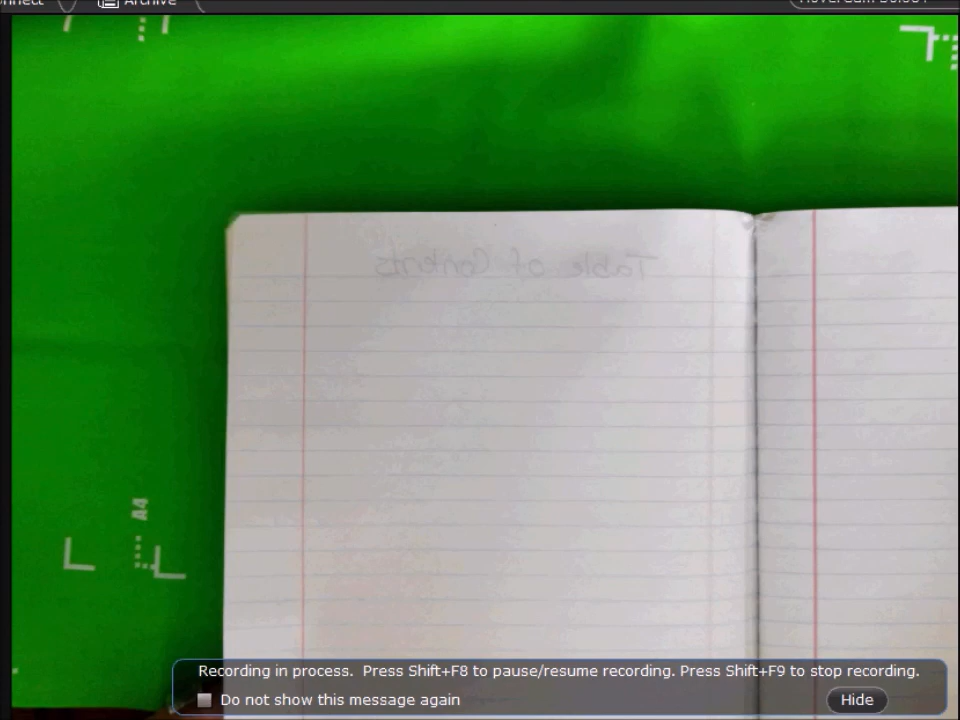 Archive
Table of Contents
A4
Recording in process. Press Shift+F8 to pause/resume recording. Press Shift+F9 to stop recording.
Do not show this message again
Hide